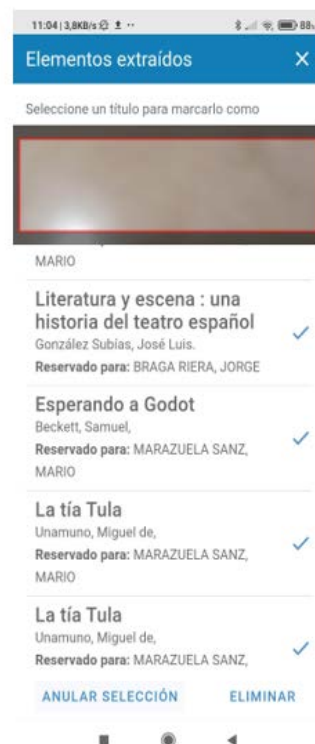 11:04 | 3,8KB/s
88%
Elementos extraídos
Seleccione un título para marcarlo como
MARIO
Literatura y escena : una
historia del teatro español
González Subías, José Luis.
Reservado para: BRAGA RIERA, JORGE
Esperando a Godot
Beckett, Samuel,
Reservado para: MARAZUELA SANZ,
MARIO
La tía Tula
Unamuno, Miguel de,
Reservado para: MARAZUELA SANZ,
MARIO
La tía Tula
Unamuno, Miguel de,
Reservado para: MARAZUELA SANZ,
ANULAR SELECCIÓN ELIMINAR